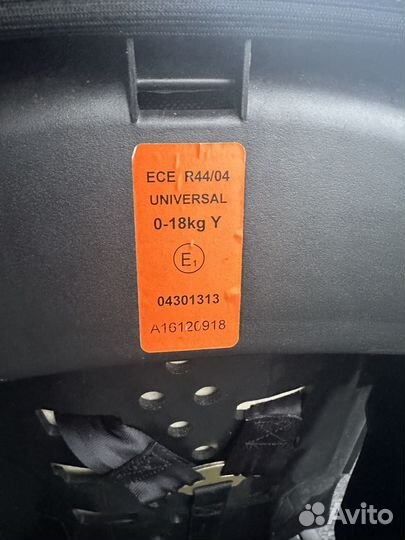 ECE R44/04
UNIVERSAL
0-18kg Y
E1
04301313
A16120918
Avito